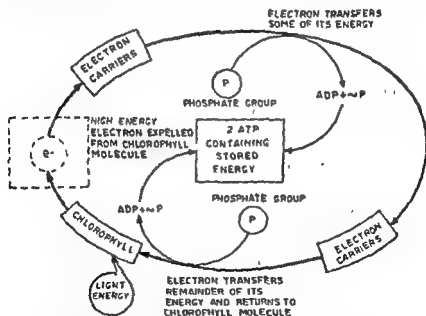 ELECTRON TRANSFERS
SOME OF ITS ENERGY
ELECTRON
CARRIERS
P
PHOSPHATE GROUP
ADP+~P
HIGH ENERGY
ELECTRON EXPELLED
FROM CHLOROPHYLL
MOLECULE
e-
2 ATP
CONTAINING
STORED
ENERGY
ADP+~P
PHOSPHATE GROUP
P
CHLOROPHYLL
ELECTRON
CARRIERS
LIGHT
ENERGY
ELECTRON TRANSFERS
REMAINDER OF ITS
ENERGY AND RETURNS TO
CHLOROPHYLL MOLECULE